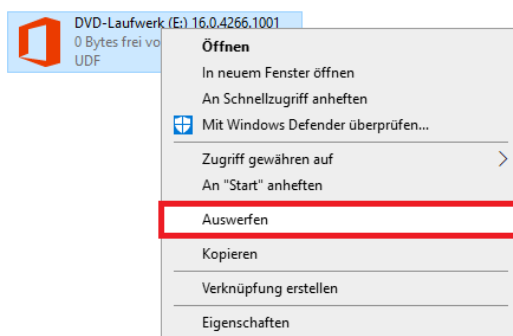 DVD-Laufwerk (E:) 16.0.4266.1001
0 Bytes frei vo
UDF
Öffnen
In neuem Fenster öffnen
An Schnellzugriff anheften
Mit Windows Defender überprüfen...
Zugriff gewähren auf
An "Start" anheften
Auswerfen
Kopieren
Verknüpfung erstellen
Eigenschaften